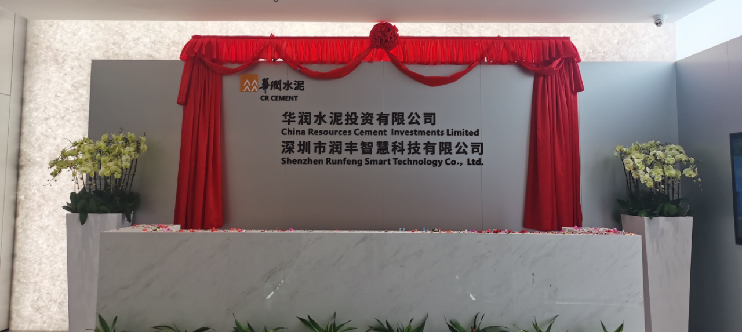 华润水泥
CR CEMENT
华润水泥投资有限公司
China Resources Cement Investments Limited
深圳市润丰智慧科技有限公司
Shenzhen Runfeng Smart Technology Co., Ltd.